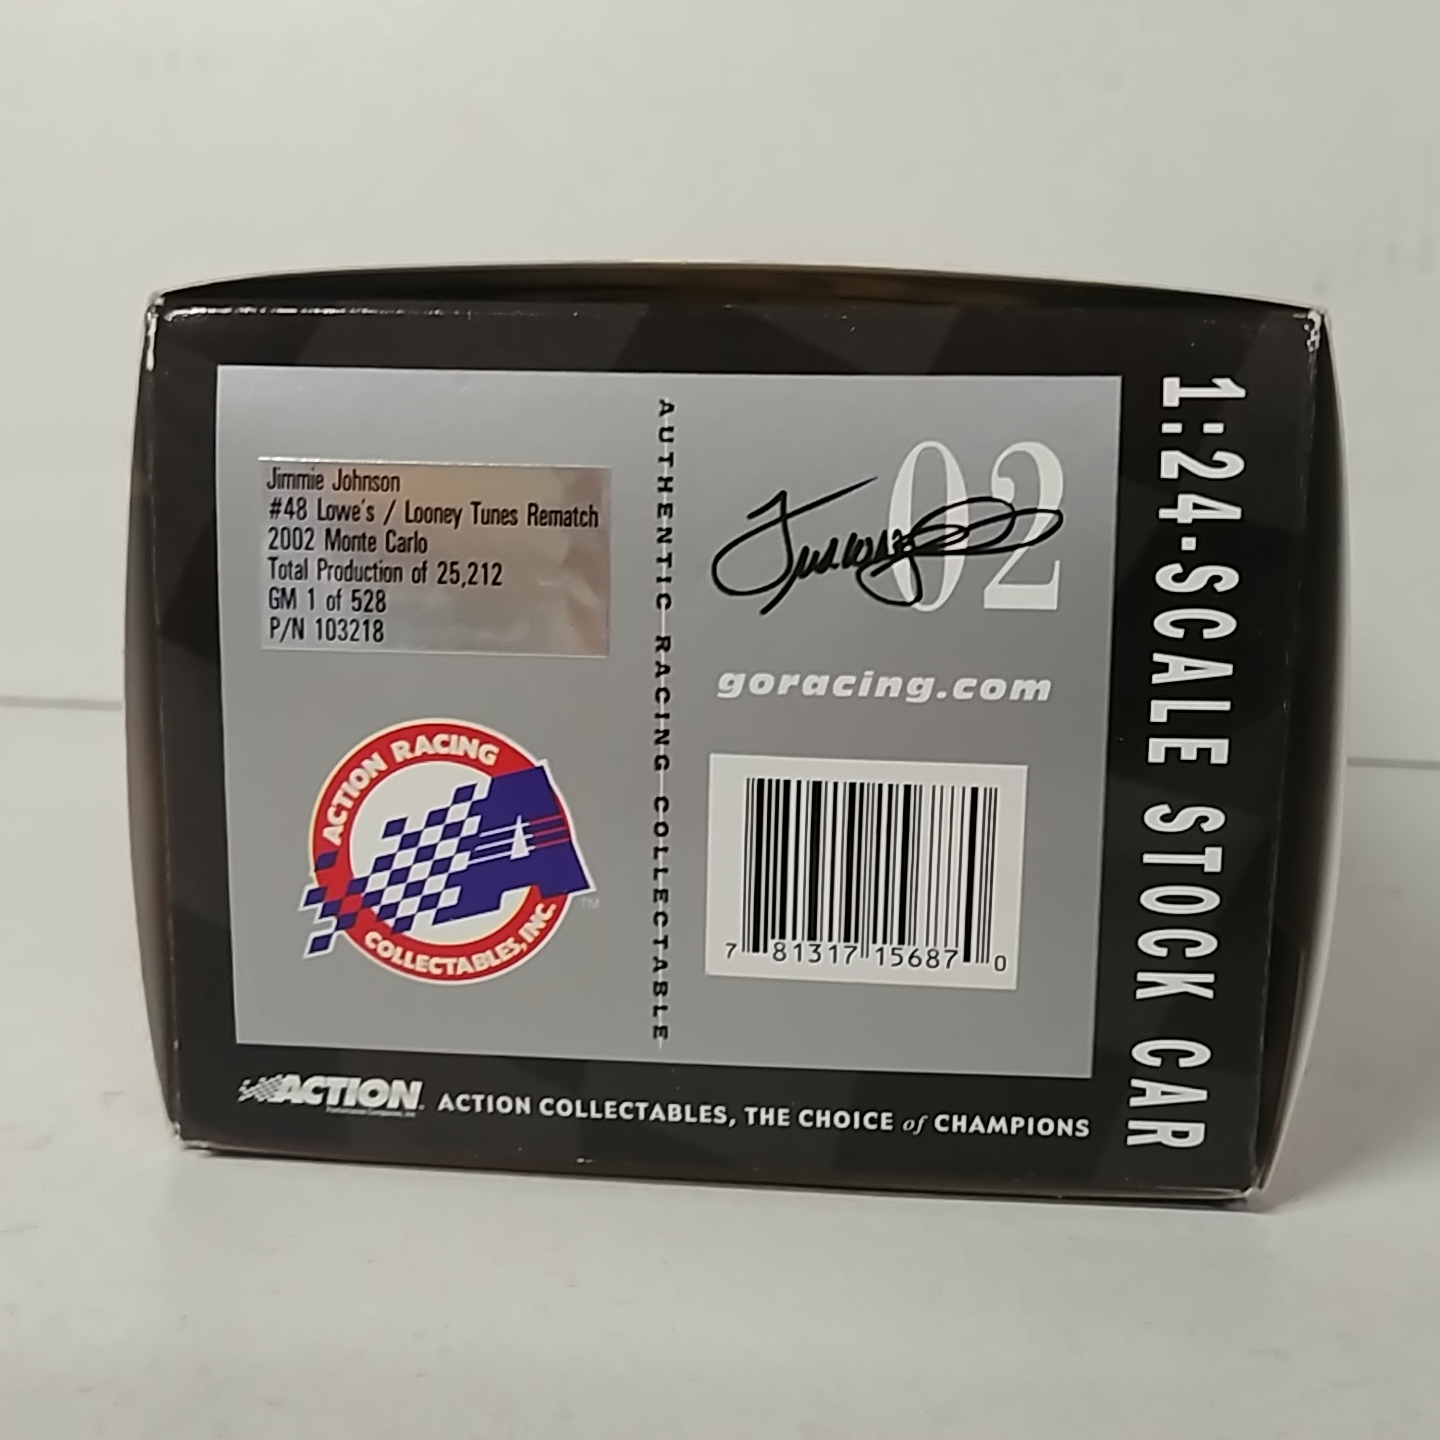 Jimmie Johnson
#48 Lowe's / Looney Tunes Rematch
2002 Monte Carlo
Total Production of 25,212
GM 1 of 528
P/N 103218
ACTION RACING
COLLECTABLES, INC.
TM
AUTHENTIC RACING COLLECTABLE
02
goracing.com
7 81317 15687 0
1:24-SCALE STOCK CAR
ACTION
ACTION COLLECTABLES, THE CHOICE of CHAMPIONS